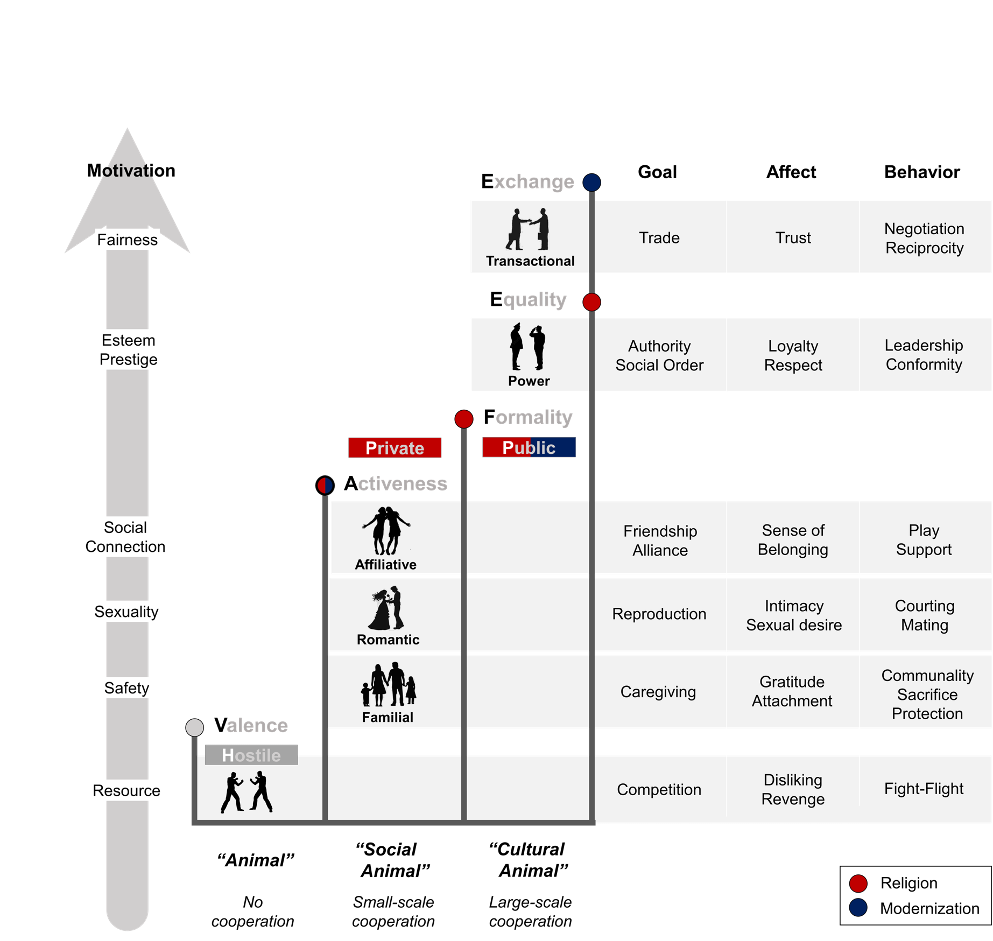 Motivation
Exchange
Goal
Affect
Behavior
Fairness
Transactional
Trade
Trust
Negotiation
Reciprocity
Equality
Esteem
Prestige
Power
Authority
Social Order
Loyalty
Respect
Leadership
Conformity
Formality
Private
Public
Activeness
Social
Connection
Affiliative
Friendship
Alliance
Sense of
Belonging
Play
Support
Sexuality
Romantic
Reproduction
Intimacy
Sexual desire
Courting
Mating
Safety
Familial
Caregiving
Gratitude
Attachment
Communality
Sacrifice
Protection
Valence
Hostile
Resource
Competition
Disliking
Revenge
Fight-Flight
“Animal”
“Social
Animal”
“Cultural
Animal”
No
cooperation
Small-scale
cooperation
Large-scale
cooperation
Religion
Modernization